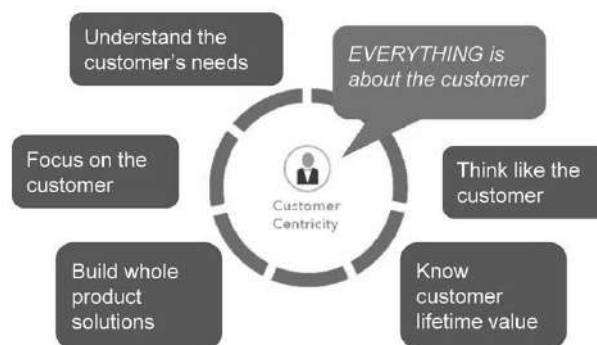 Understand the
customer's needs
EVERYTHING is
about the customer
Focus on the
customer
Customer
Centricity
Think like the
customer
Build whole
product
solutions
Know
customer
lifetime value